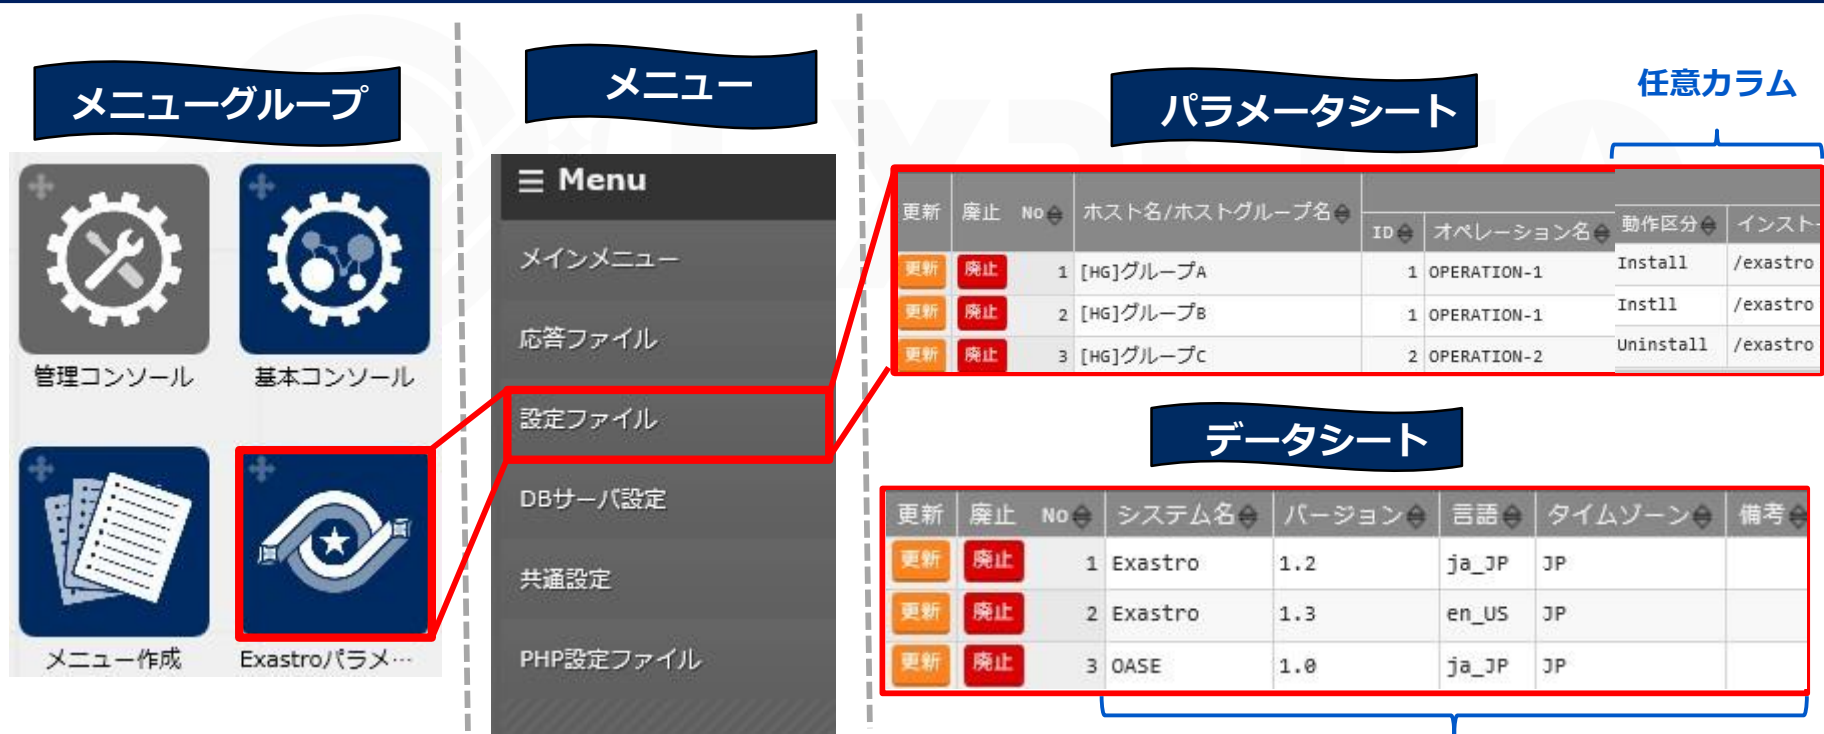 メニューグループ
管理コンソール
基本コンソール
メニュー作成
Exastroパラメ…
メニュー
☰ Menu
メインメニュー
応答ファイル
設定ファイル
DBサーバ設定
共通設定
PHP設定ファイル
パラメータシート
任意カラム
更新 廃止 No ホスト名/ホストグループ名 ID オペレーション名 動作区分 インストー
更新 廃止 1 [HG]グループA 1 OPERATION-1 Install /exastro
更新 廃止 2 [HG]グループB 1 OPERATION-1 Instll /exastro
更新 廃止 3 [HG]グループC 2 OPERATION-2 Uninstall /exastro
データシート
更新 廃止 No システム名 バージョン 言語 タイムゾーン 備考
更新 廃止 1 Exastro 1.2 ja_JP JP
更新 廃止 2 Exastro 1.3 en_US JP
更新 廃止 3 OASE 1.0 ja_JP JP